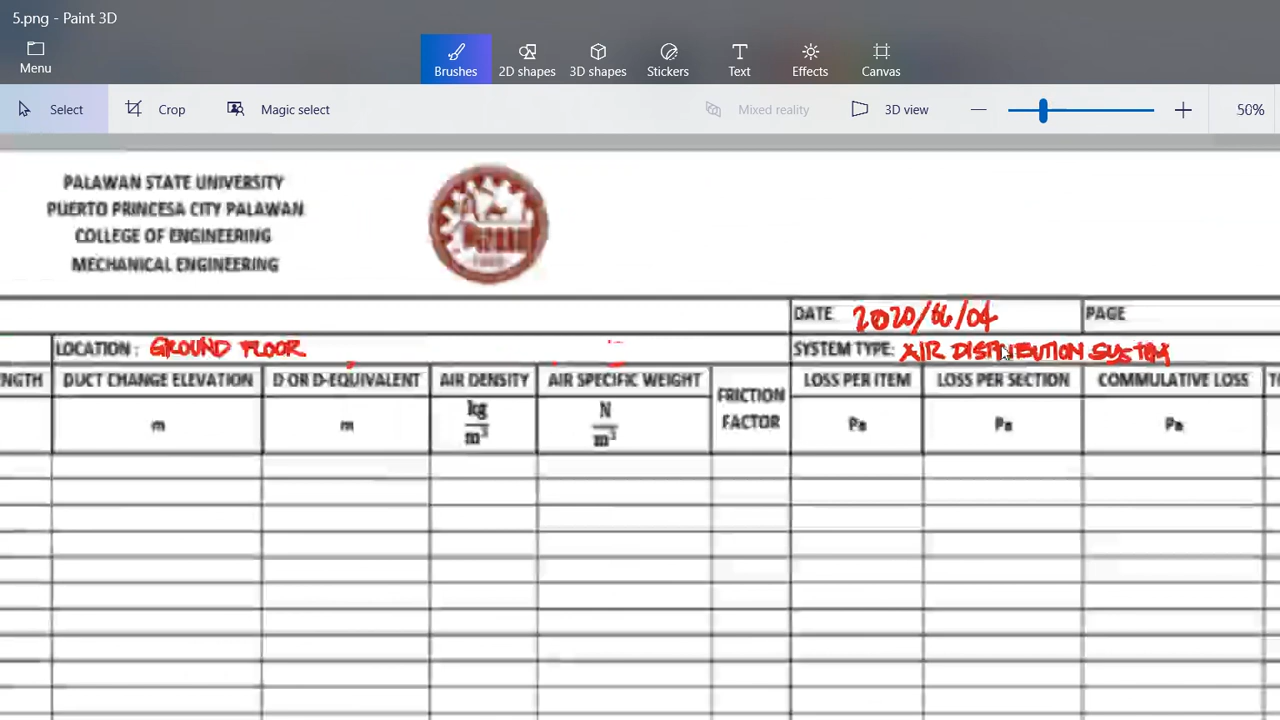 5.png - Paint 3D
Menu
Brushes
2D shapes
3D shapes
Stickers
Text
Effects
Canvas
Select
Crop
Magic select
Mixed reality
3D view
50%
PALAWAN STATE UNIVERSITY
PUERTO PRINCESA CITY PALAWAN
COLLEGE OF ENGINEERING
MECHANICAL ENGINEERING
DATE 2020/06/04 PAGE
LOCATION : GROUND FLOOR
SYSTEM TYPE: AIR DISTRIBUTION SYSTEM
ENGTH DUCT CHANGE ELEVATION D OR D-EQUIVALENT AIR DENSITY AIR SPECIFIC WEIGHT FRICTION FACTOR LOSS PER ITEM LOSS PER SECTION COMMULATIVE LOSS
m m kg/m³ N/m³ Pa Pa Pa